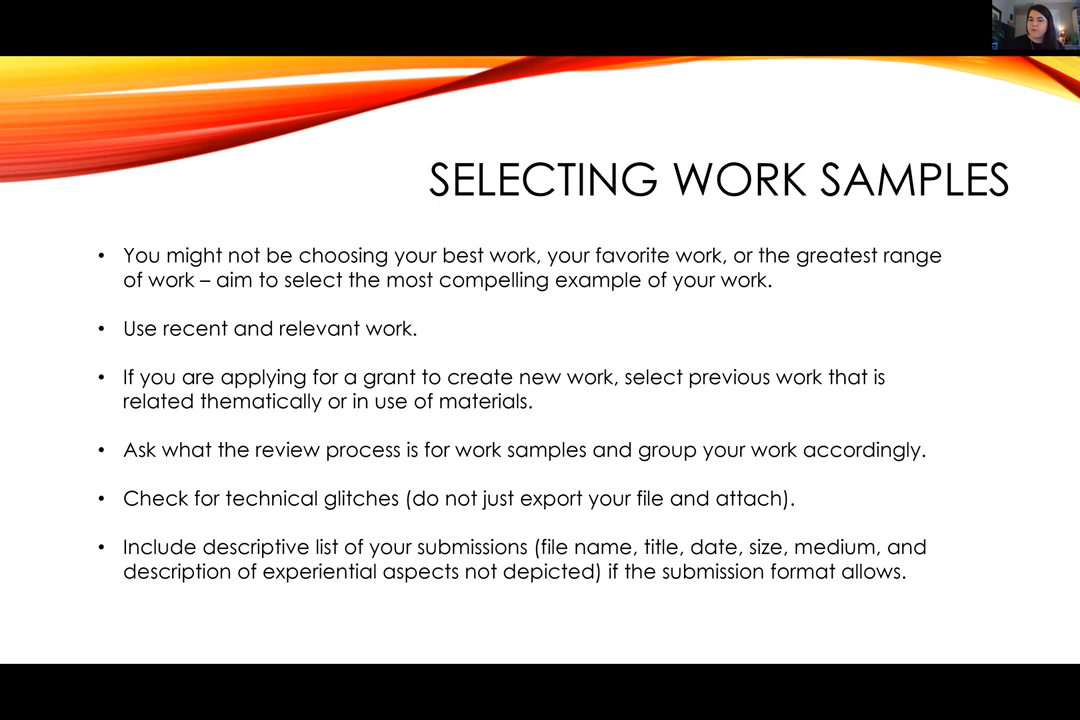 SELECTING WORK SAMPLES
• You might not be choosing your best work, your favorite work, or the greatest range
of work – aim to select the most compelling example of your work.
• Use recent and relevant work.
• If you are applying for a grant to create new work, select previous work that is
related thematically or in use of materials.
• Ask what the review process is for work samples and group your work accordingly.
• Check for technical glitches (do not just export your file and attach).
• Include descriptive list of your submissions (file name, title, date, size, medium, and
description of experiential aspects not depicted) if the submission format allows.